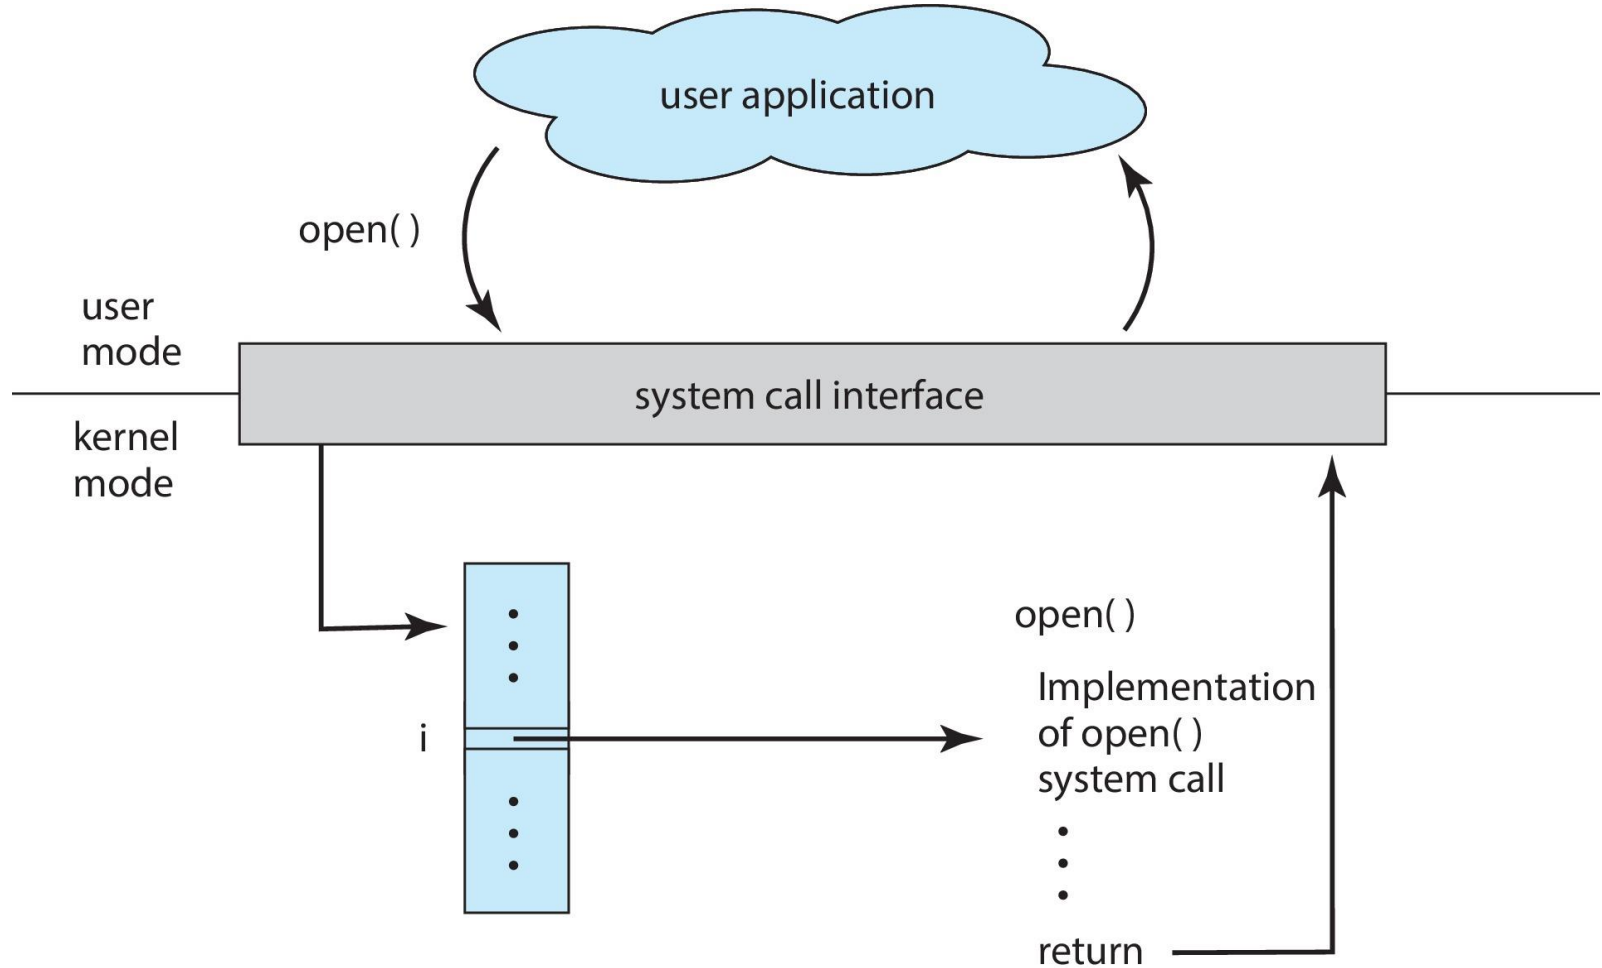 user application
open( )
user
mode
system call interface
kernel
mode
open( )
i
Implementation
of open( )
system call
return